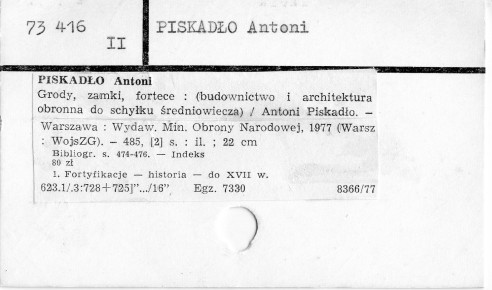 73 416
II
PISKADŁO Antoni
PISKADŁO Antoni
Grody, zamki, fortece : (budownictwo i architektura
obronna do schyłku średniowiecza) / Antoni Piskadło. –
Warszawa : Wydaw. Min. Obrony Narodowej, 1977 (Warsz
: WojsZG). – 485, [2] s. : il. ; 22 cm
Bibliogr. s. 474-476. — Indeks
80 zł
1. Fortyfikacje — historia — do XVII w.
623.1/.3:728+725]".../16" Egz. 7330 8366/77